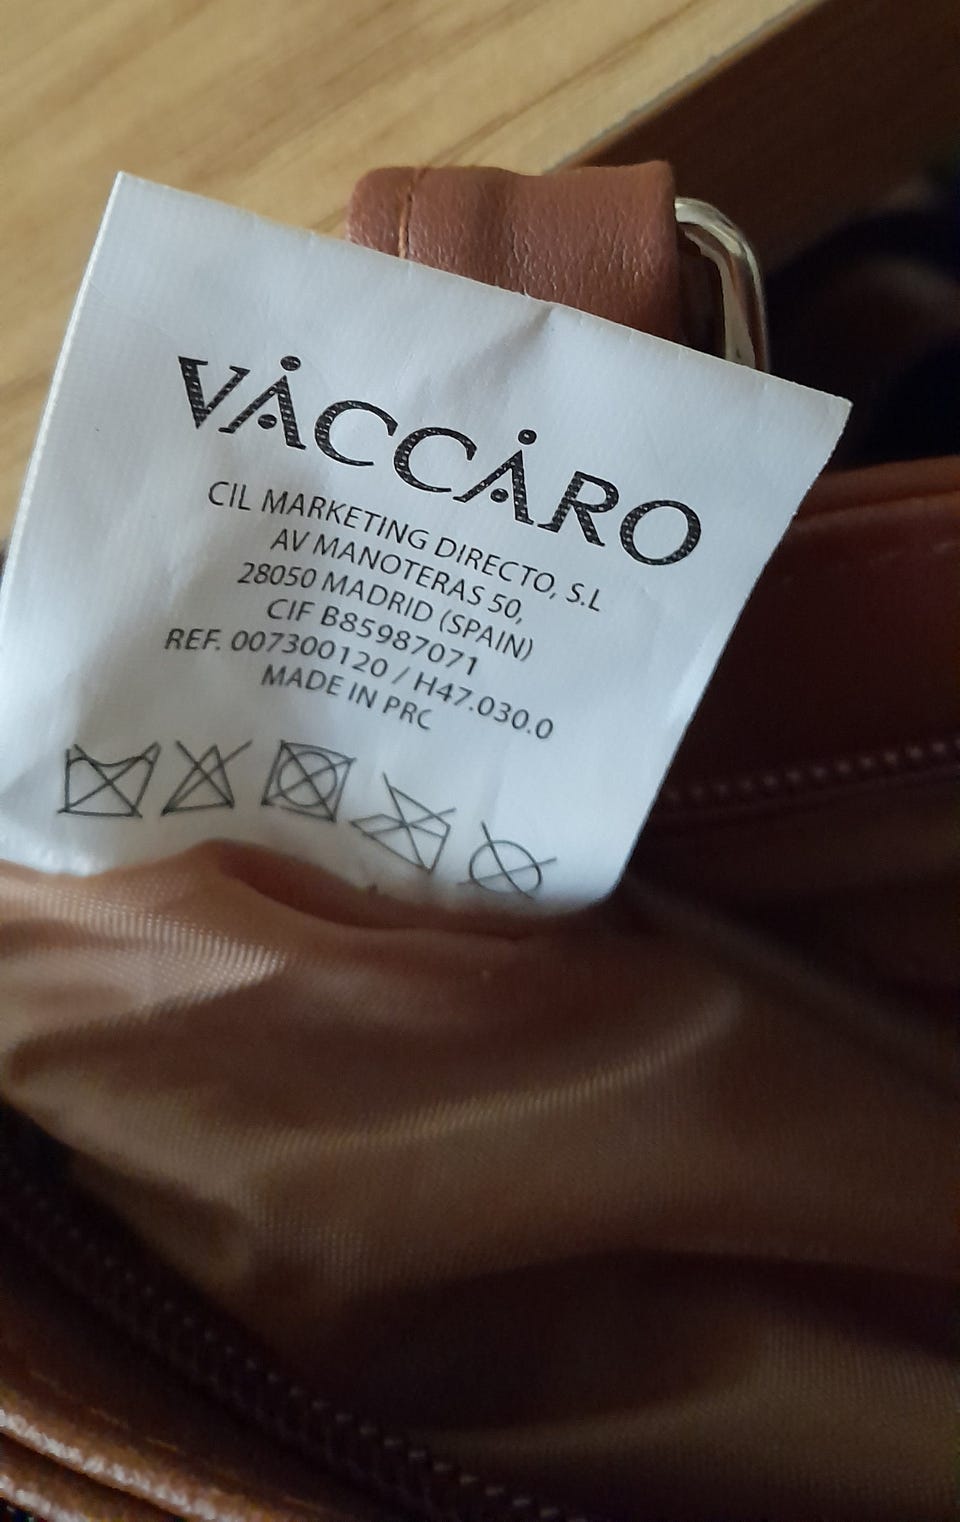 VÅCCÅRO
CIL MARKETING DIRECTO, S.L
AV MANOTERAS 50,
28050 MADRID (SPAIN)
CIF B85987071
REF. 007300120 / H47.030.0
MADE IN PRC